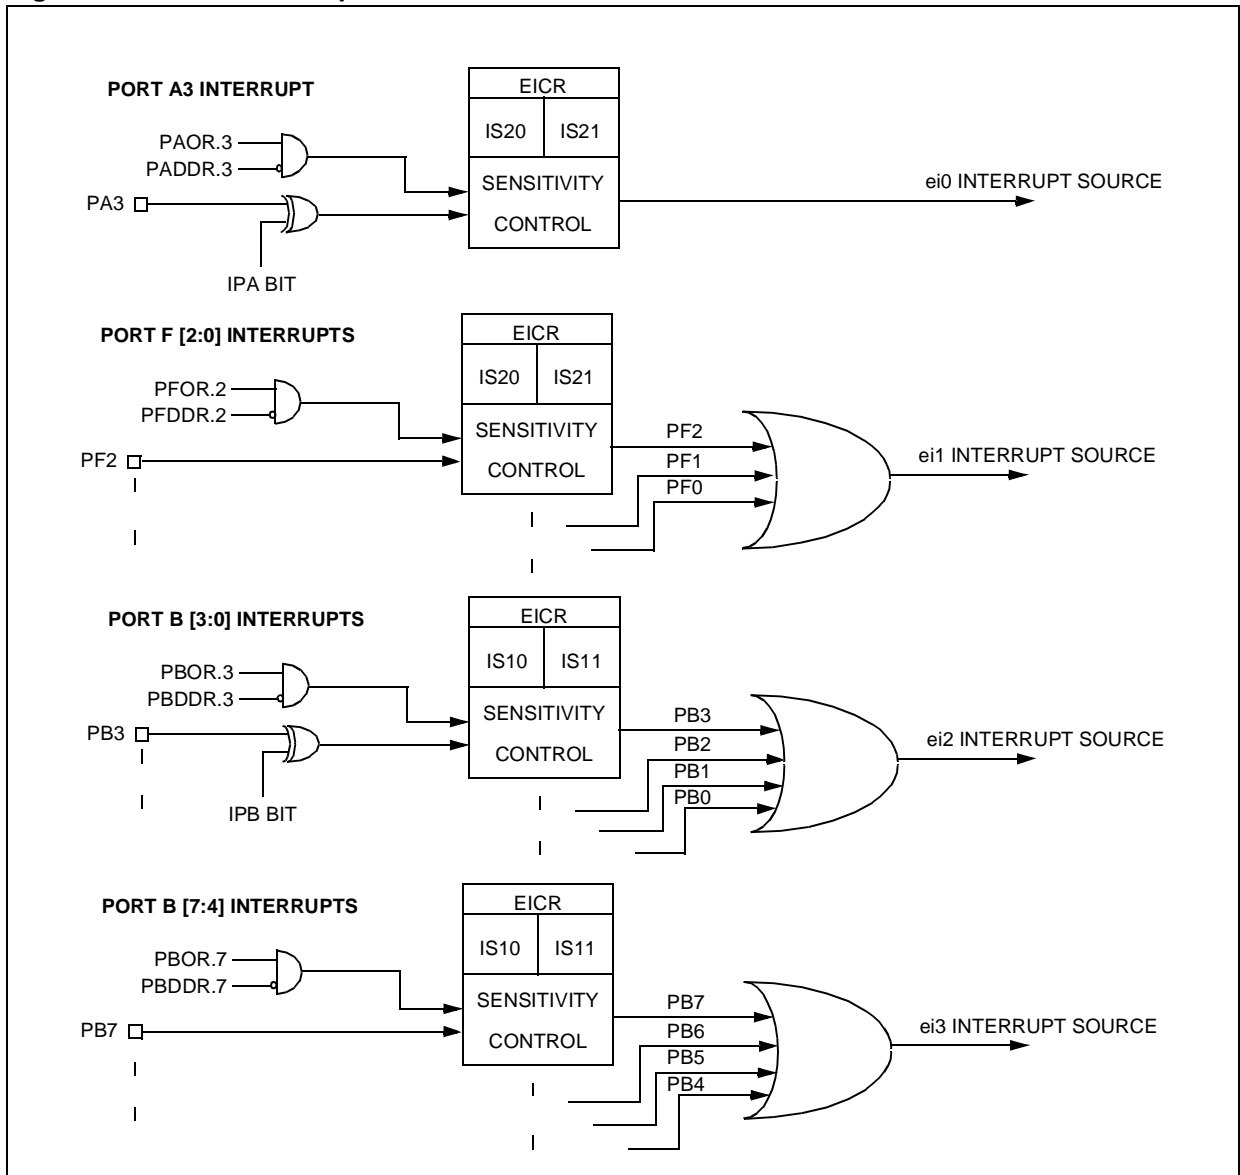 PORT A3 INTERRUPT
EICR
IS20 IS21
PAOR.3
PADDR.3
SENSITIVITY
CONTROL
PA3
IPA BIT
ei0 INTERRUPT SOURCE
PORT F [2:0] INTERRUPTS
EICR
IS20 IS21
PFOR.2
PFDDR.2
SENSITIVITY
CONTROL
PF2
PF2
PF1
PF0
ei1 INTERRUPT SOURCE
PORT B [3:0] INTERRUPTS
EICR
IS10 IS11
PBOR.3
PBDDR.3
SENSITIVITY
CONTROL
PB3
IPB BIT
PB3
PB2
PB1
PB0
ei2 INTERRUPT SOURCE
PORT B [7:4] INTERRUPTS
EICR
IS10 IS11
PBOR.7
PBDDR.7
SENSITIVITY
CONTROL
PB7
PB7
PB6
PB5
PB4
ei3 INTERRUPT SOURCE